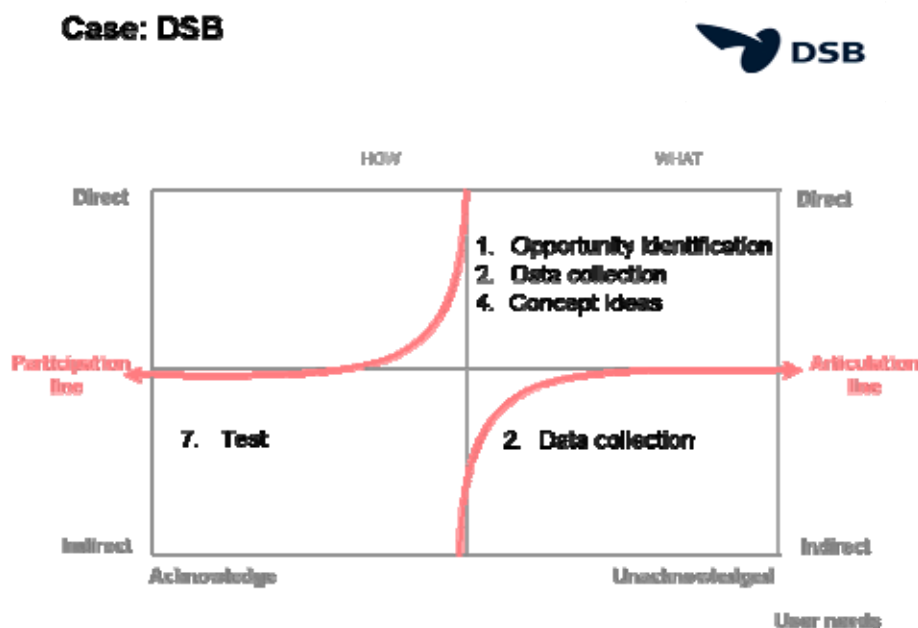 Case: DSB
DSB
HOW WHAT
Direct Direct
1. Opportunity identification
2. Data collection
4. Concept ideas
Participation line
Articulation line
7. Test
2. Data collection
Indirect Indirect
Acknowledge Unacknowledged
User needs